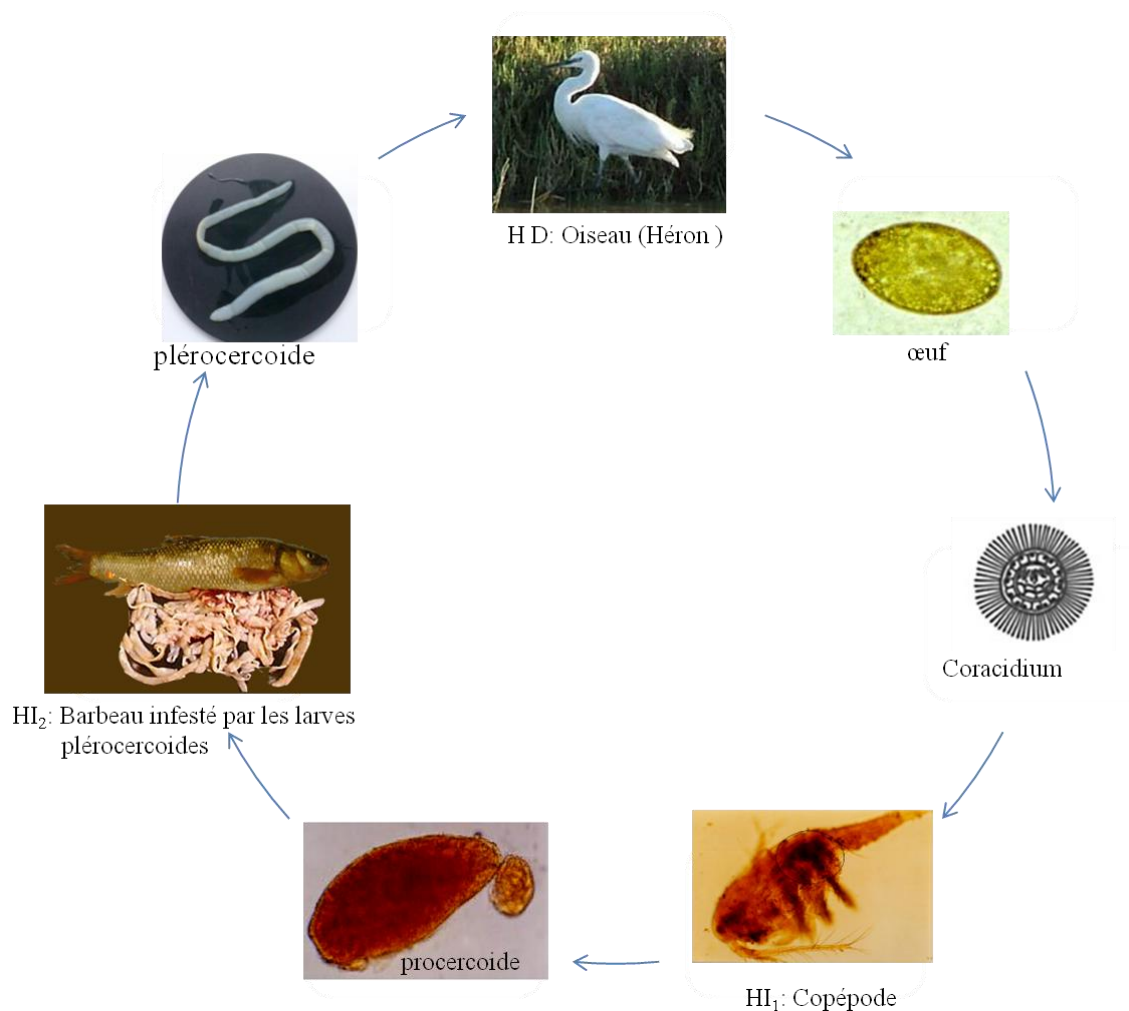 H D: Oiseau (Héron )
œuf
Coracidium
HI₁: Copépode
procercoide
HI₂: Barbeau infesté par les larves
plérocercoides
plérocercoide